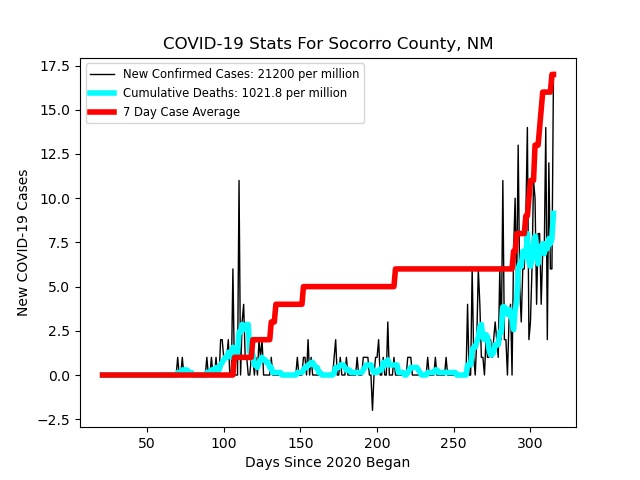 COVID-19 Stats For Socorro County, NM
New Confirmed Cases: 21200 per million
Cumulative Deaths: 1021.8 per million
7 Day Case Average
17.5
15.0
12.5
10.0
7.5
5.0
2.5
0.0
−2.5
New COVID-19 Cases
50
100
150
200
250
300
Days Since 2020 Began